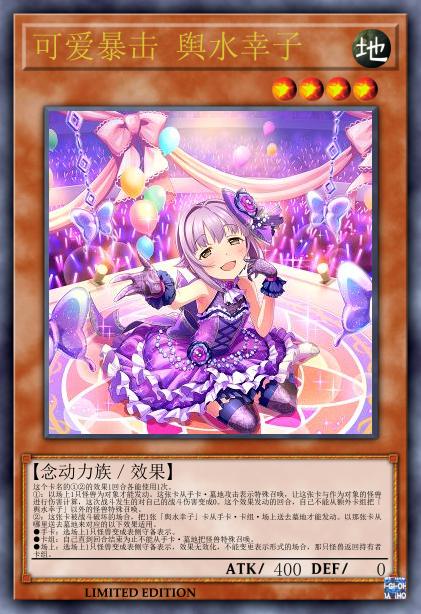 可爱暴击 舆水幸子
地
【念动力族 / 效果】
这个卡名的①②的效果1回合各能使用1次。
①：以场上1只怪兽为对象才能发动。这张卡从手卡・墓地攻击表示特殊召唤，让这张卡与作为对象的怪兽
进行伤害计算，这次战斗发生的对自己的战斗伤害变成0。这个效果发动的回合，自己不能从额外卡组把「
舆水幸子」以外的怪兽特殊召唤。
②：这张卡被战斗破坏的场合，把1张「舆水幸子」卡从手卡・卡组・场上送去墓地才能发动。以那张卡从
哪里送去墓地来对应的以下效果适用。
●手卡：选场上1只怪兽变成表侧守备表示。
●卡组：自己直到回合结束为止不能从手卡・墓地把怪兽特殊召唤。
●场上：选场上1只怪兽变成表侧守备表示，效果无效化，不能变更表示形式的场合，那只怪兽返回持有者
卡组。
ATK/ 400 DEF/ 0
LIMITED EDITION